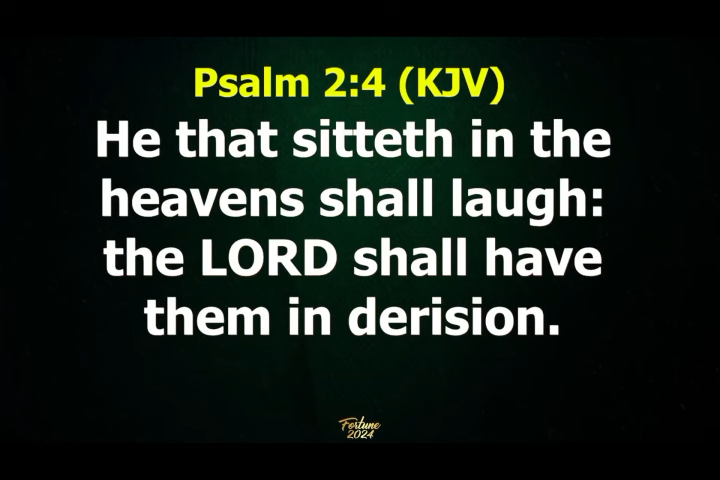 Psalm 2:4 (KJV)
He that sitteth in the
heavens shall laugh:
the LORD shall have
them in derision.
Fortune
2024